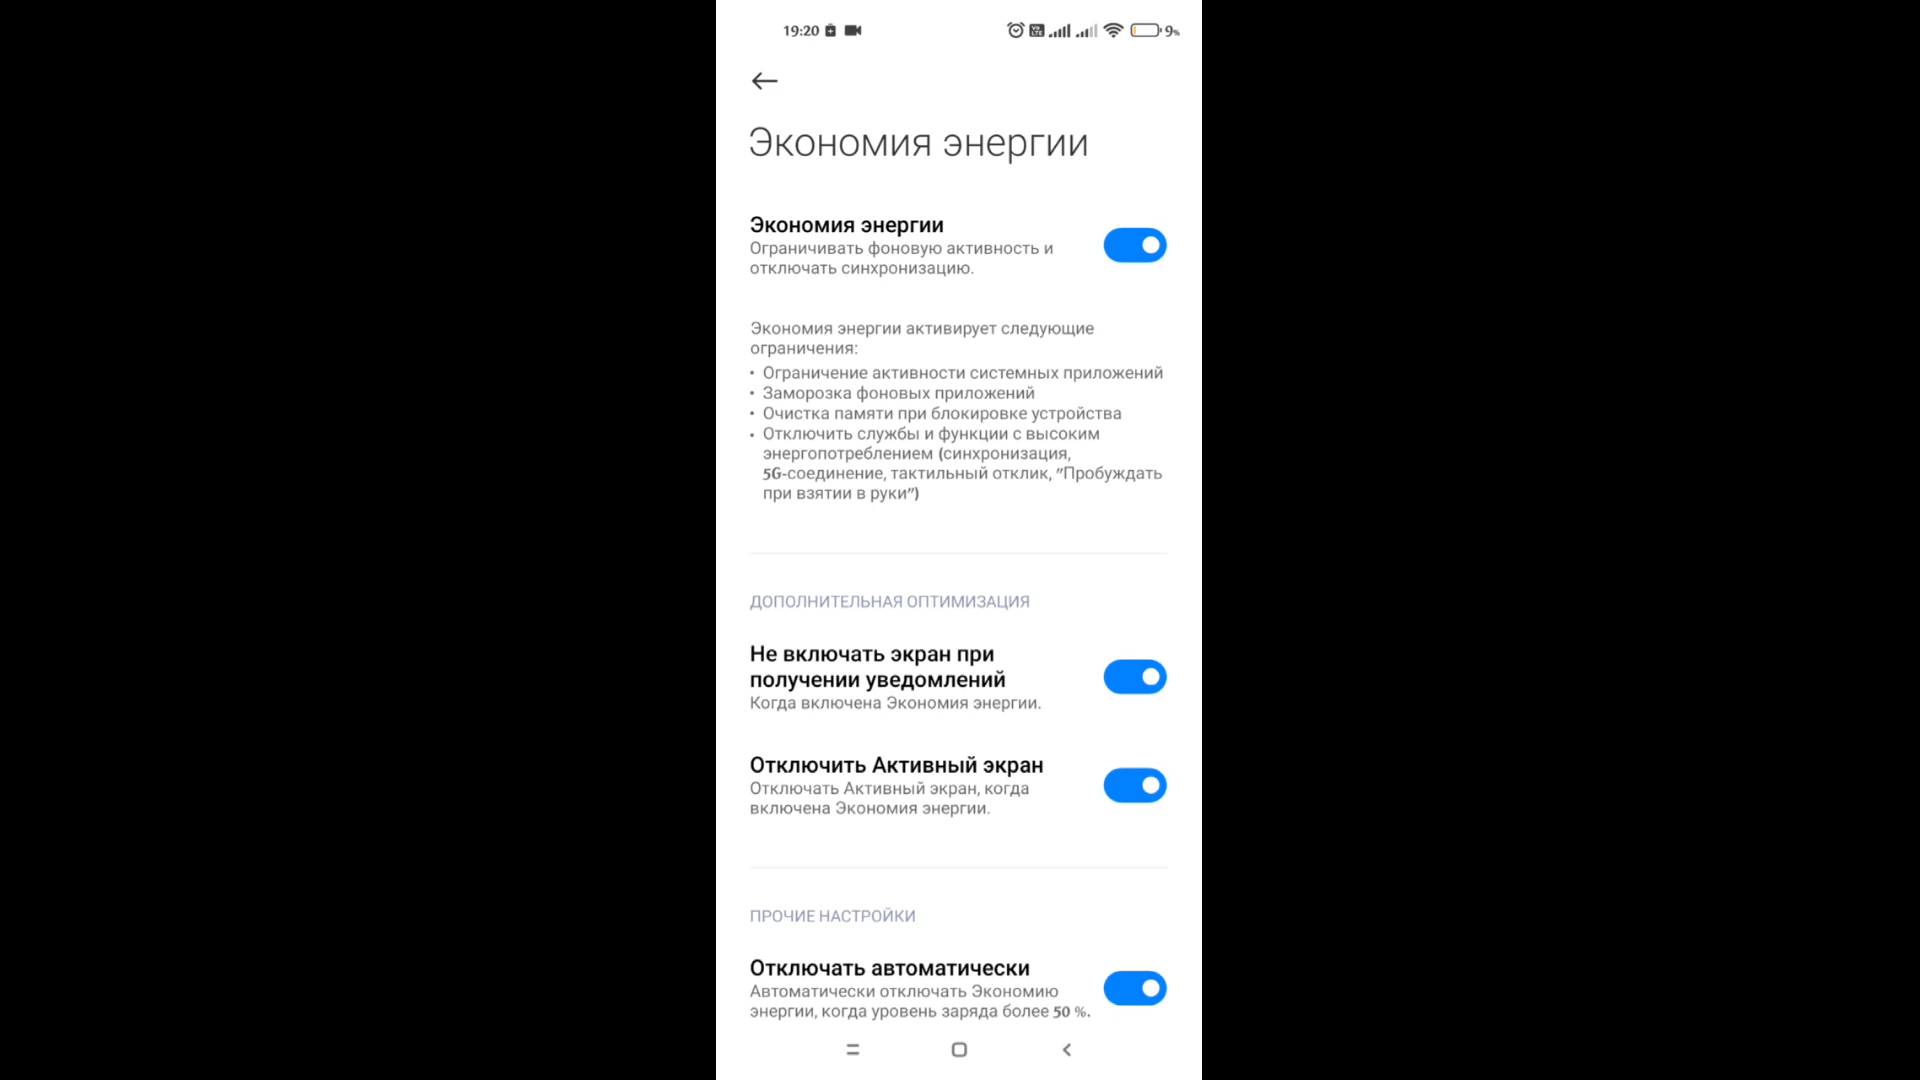 19:20 9%
Экономия энергии
Экономия энергии
Ограничивать фоновую активность и
отключать синхронизацию.
Экономия энергии активирует следующие
ограничения:
• Ограничение активности системных приложений
• Заморозка фоновых приложений
• Очистка памяти при блокировке устройства
• Отключить службы и функции с высоким
энергопотреблением (синхронизация,
5G-соединение, тактильный отклик, "Пробуждать
при взятии в руки")
ДОПОЛНИТЕЛЬНАЯ ОПТИМИЗАЦИЯ
Не включать экран при
получении уведомлений
Когда включена Экономия энергии.
Отключить Активный экран
Отключать Активный экран, когда
включена Экономия энергии.
ПРОЧИЕ НАСТРОЙКИ
Отключать автоматически
Автоматически отключать Экономию
энергии, когда уровень заряда более 50 %.